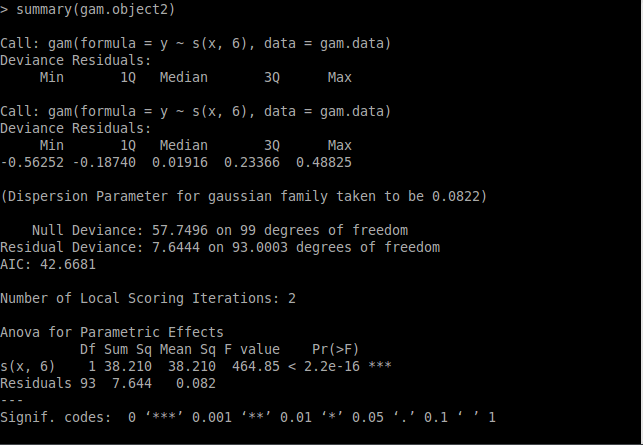 > summary(gam.object2)
Call: gam(formula = y ~ s(x, 6), data = gam.data)
Deviance Residuals:
     Min       1Q   Median       3Q      Max
Call: gam(formula = y ~ s(x, 6), data = gam.data)
Deviance Residuals:
     Min       1Q   Median       3Q      Max
-0.56252 -0.18740  0.01916  0.23366  0.48825
(Dispersion Parameter for gaussian family taken to be 0.0822)
    Null Deviance: 57.7496 on 99 degrees of freedom
Residual Deviance: 7.6444 on 93.0003 degrees of freedom
AIC: 42.6681
Number of Local Scoring Iterations: 2
Anova for Parametric Effects
          Df Sum Sq Mean Sq F value    Pr(>F)
s(x, 6)    1 38.210  38.210  464.85 < 2.2e-16 ***
Residuals 93  7.644   0.082
---
Signif. codes:  0 ‘***’ 0.001 ‘**’ 0.01 ‘*’ 0.05 ‘.’ 0.1 ‘ ’ 1